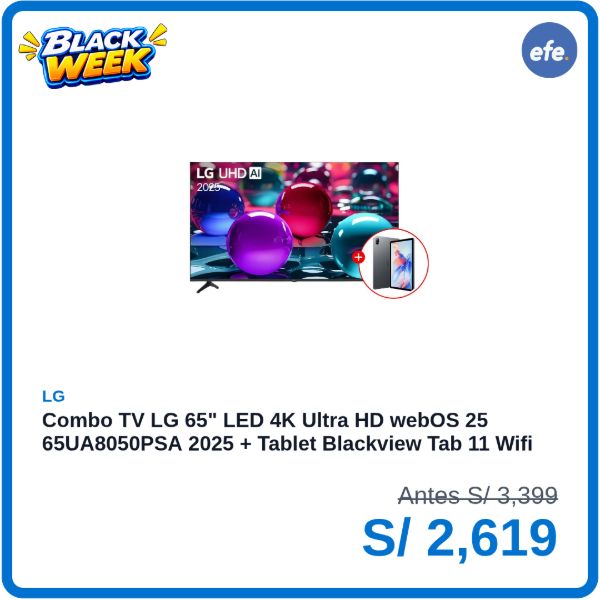 BLACK
WEEK
efe.
LG UHD AI
2025
+
LG
Combo TV LG 65" LED 4K Ultra HD webOS 25
65UA8050PSA 2025 + Tablet Blackview Tab 11 Wifi
Antes S/ 3,399
S/ 2,619